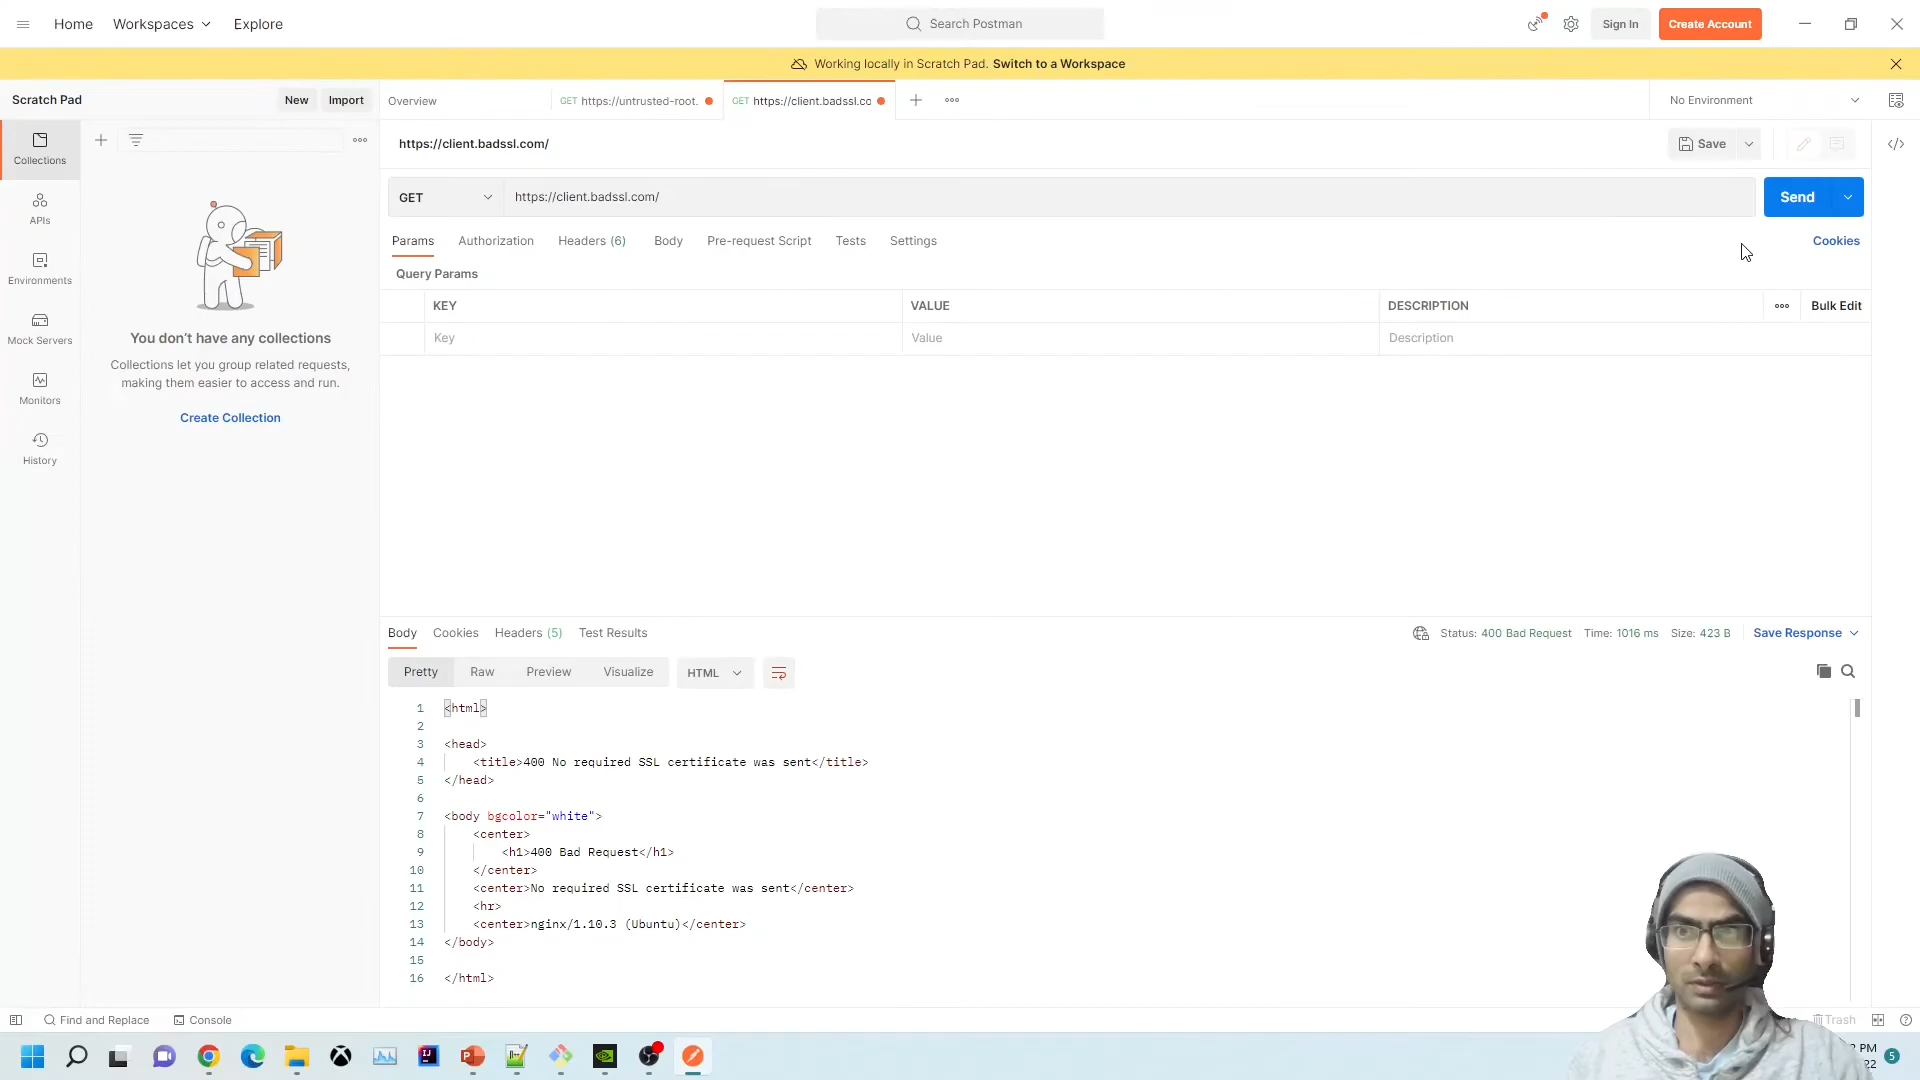 Home
Workspaces
Explore
Search Postman
Sign In
Create Account
Working locally in Scratch Pad. Switch to a Workspace
Scratch Pad
New
Import
Overview
GET https://untrusted-root.
GET https://client.badssl.co
No Environment
Collections
APIs
Environments
Mock Servers
Monitors
History
You don't have any collections
Collections let you group related requests,
making them easier to access and run.
Create Collection
https://client.badssl.com/
Save
GET
https://client.badssl.com/
Send
Params
Authorization
Headers (6)
Body
Pre-request Script
Tests
Settings
Cookies
Query Params
KEY
VALUE
DESCRIPTION
Bulk Edit
Key
Value
Description
Body
Cookies
Headers (5)
Test Results
Status: 400 Bad Request
Time: 1016 ms
Size: 423 B
Save Response
Pretty
Raw
Preview
Visualize
HTML
1 <html>
2
3 <head>
4 <title>400 No required SSL certificate was sent</title>
5 </head>
6
7 <body bgcolor="white">
8 <center>
9 <h1>400 Bad Request</h1>
10 </center>
11 <center>No required SSL certificate was sent</center>
12 <hr>
13 <center>nginx/1.10.3 (Ubuntu)</center>
14 </body>
15
16 </html>
Find and Replace
Console
Trash
PM
22
5